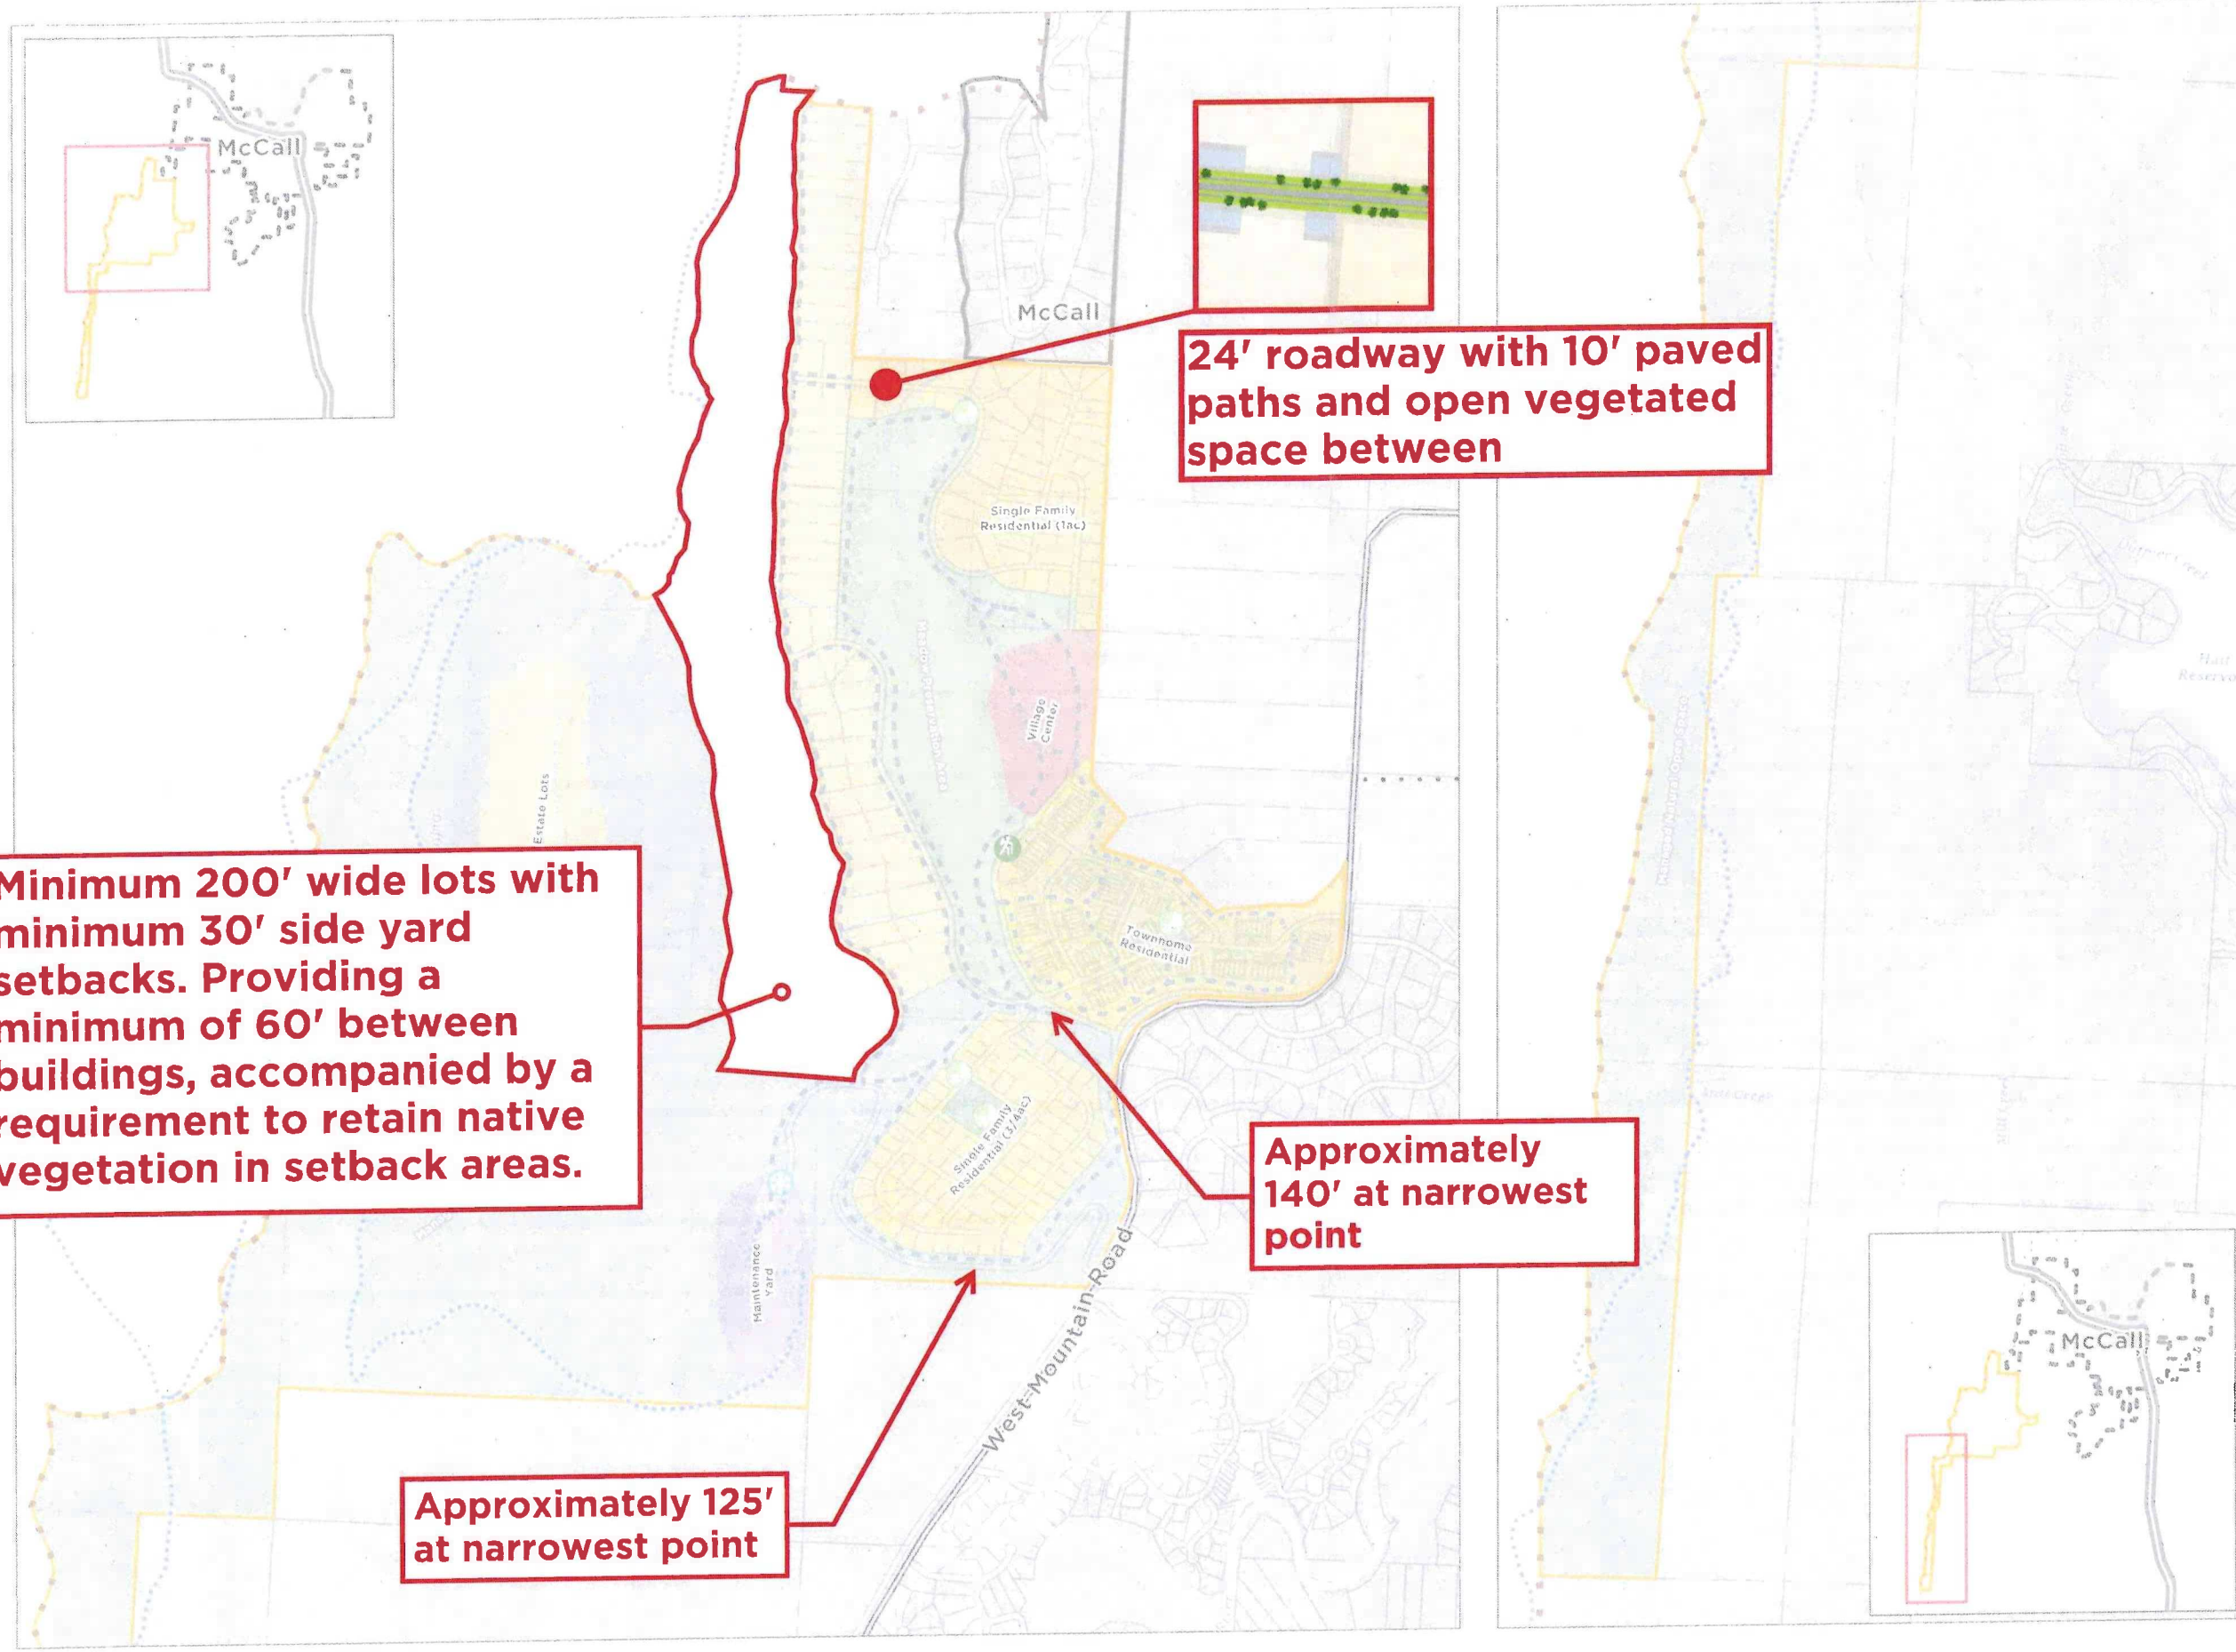 McCall
McCall
24' roadway with 10' paved
paths and open vegetated
space between
Single Family
Residential (1ac)
Village
Center
Estate Lots
Minimum 200' wide lots with
minimum 30' side yard
setbacks. Providing a
minimum of 60' between
buildings, accompanied by a
requirement to retain native
vegetation in setback areas.
Townhome
Residential
Single Family
Residential (3/4ac)
Approximately
140' at narrowest
point
Maintenance
Yard
West Mountain Road
Approximately 125'
at narrowest point
McCall